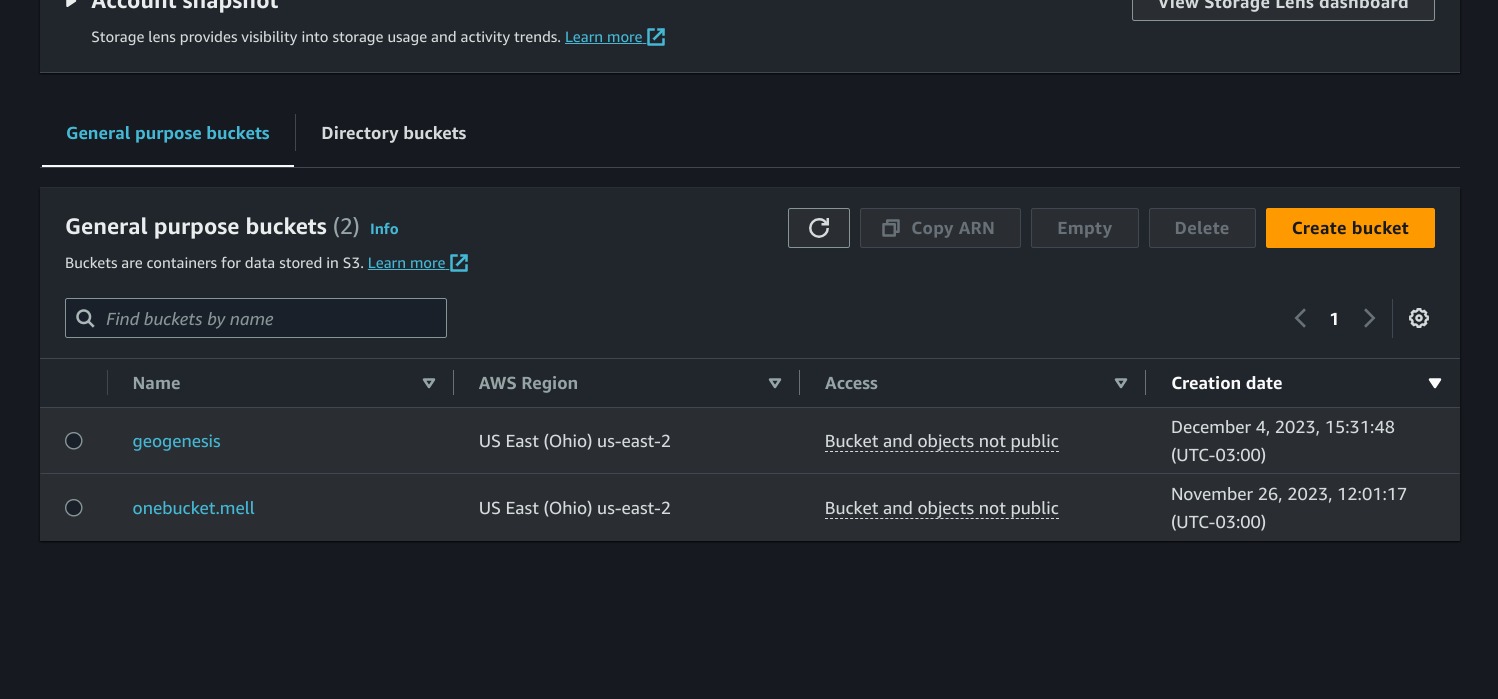 Account snapshot
View Storage Lens dashboard
Storage lens provides visibility into storage usage and activity trends. Learn more
General purpose buckets
Directory buckets
General purpose buckets (2) Info
Copy ARN
Empty
Delete
Create bucket
Buckets are containers for data stored in S3. Learn more
Find buckets by name
1
Name
AWS Region
Access
Creation date
geogenesis
US East (Ohio) us-east-2
Bucket and objects not public
December 4, 2023, 15:31:48
(UTC-03:00)
onebucket.mell
US East (Ohio) us-east-2
Bucket and objects not public
November 26, 2023, 12:01:17
(UTC-03:00)